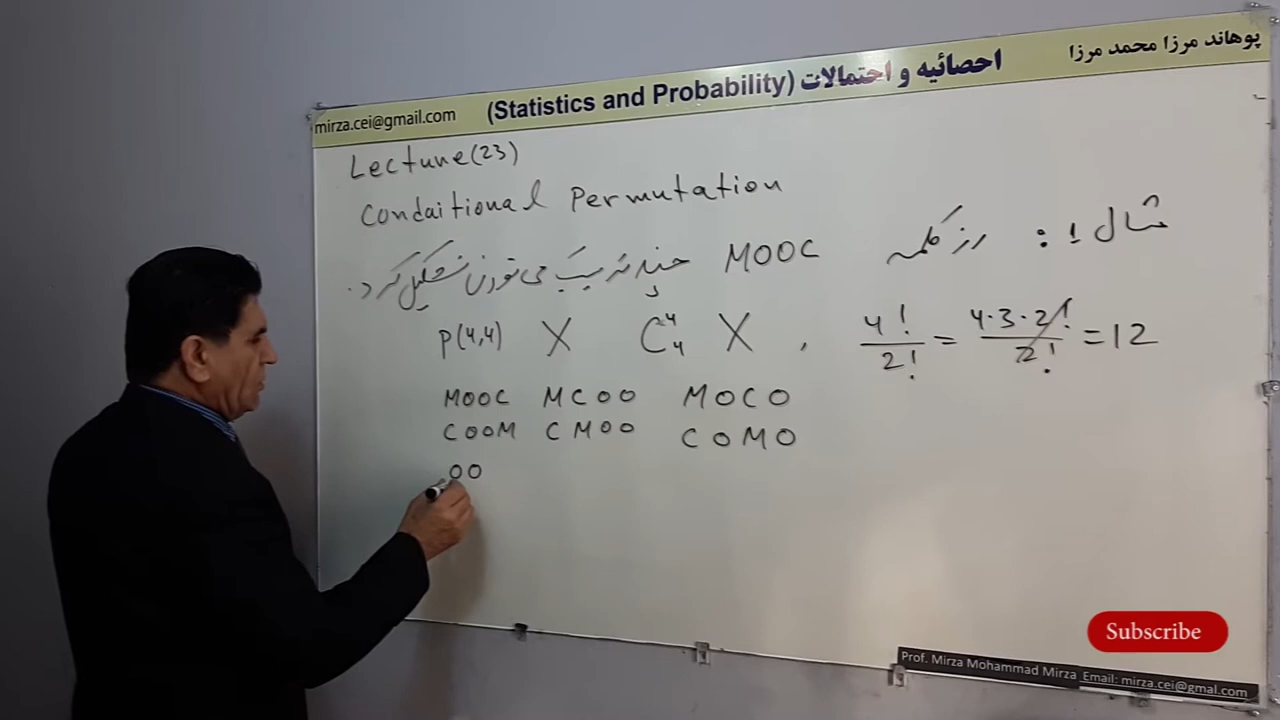 پوهاند مرزا محمد مرزا
احصائیه و احتمالات (Statistics and Probability)
mirza.cei@gmail.com
Lectune(23)
Condaitional Permutation
مثال 1: از کلمه MOOC چند ترتیب می توان تشکیل کرد.
P(4,4) X C⁴₄ X , 4!/2! = 4·3·2!/2! = 12
MOOC MCOO MOCO
COOM CMOO COMO
OO
Subscribe
Prof. Mirza Mohammad Mirza Email: mirza.cei@gmal.com